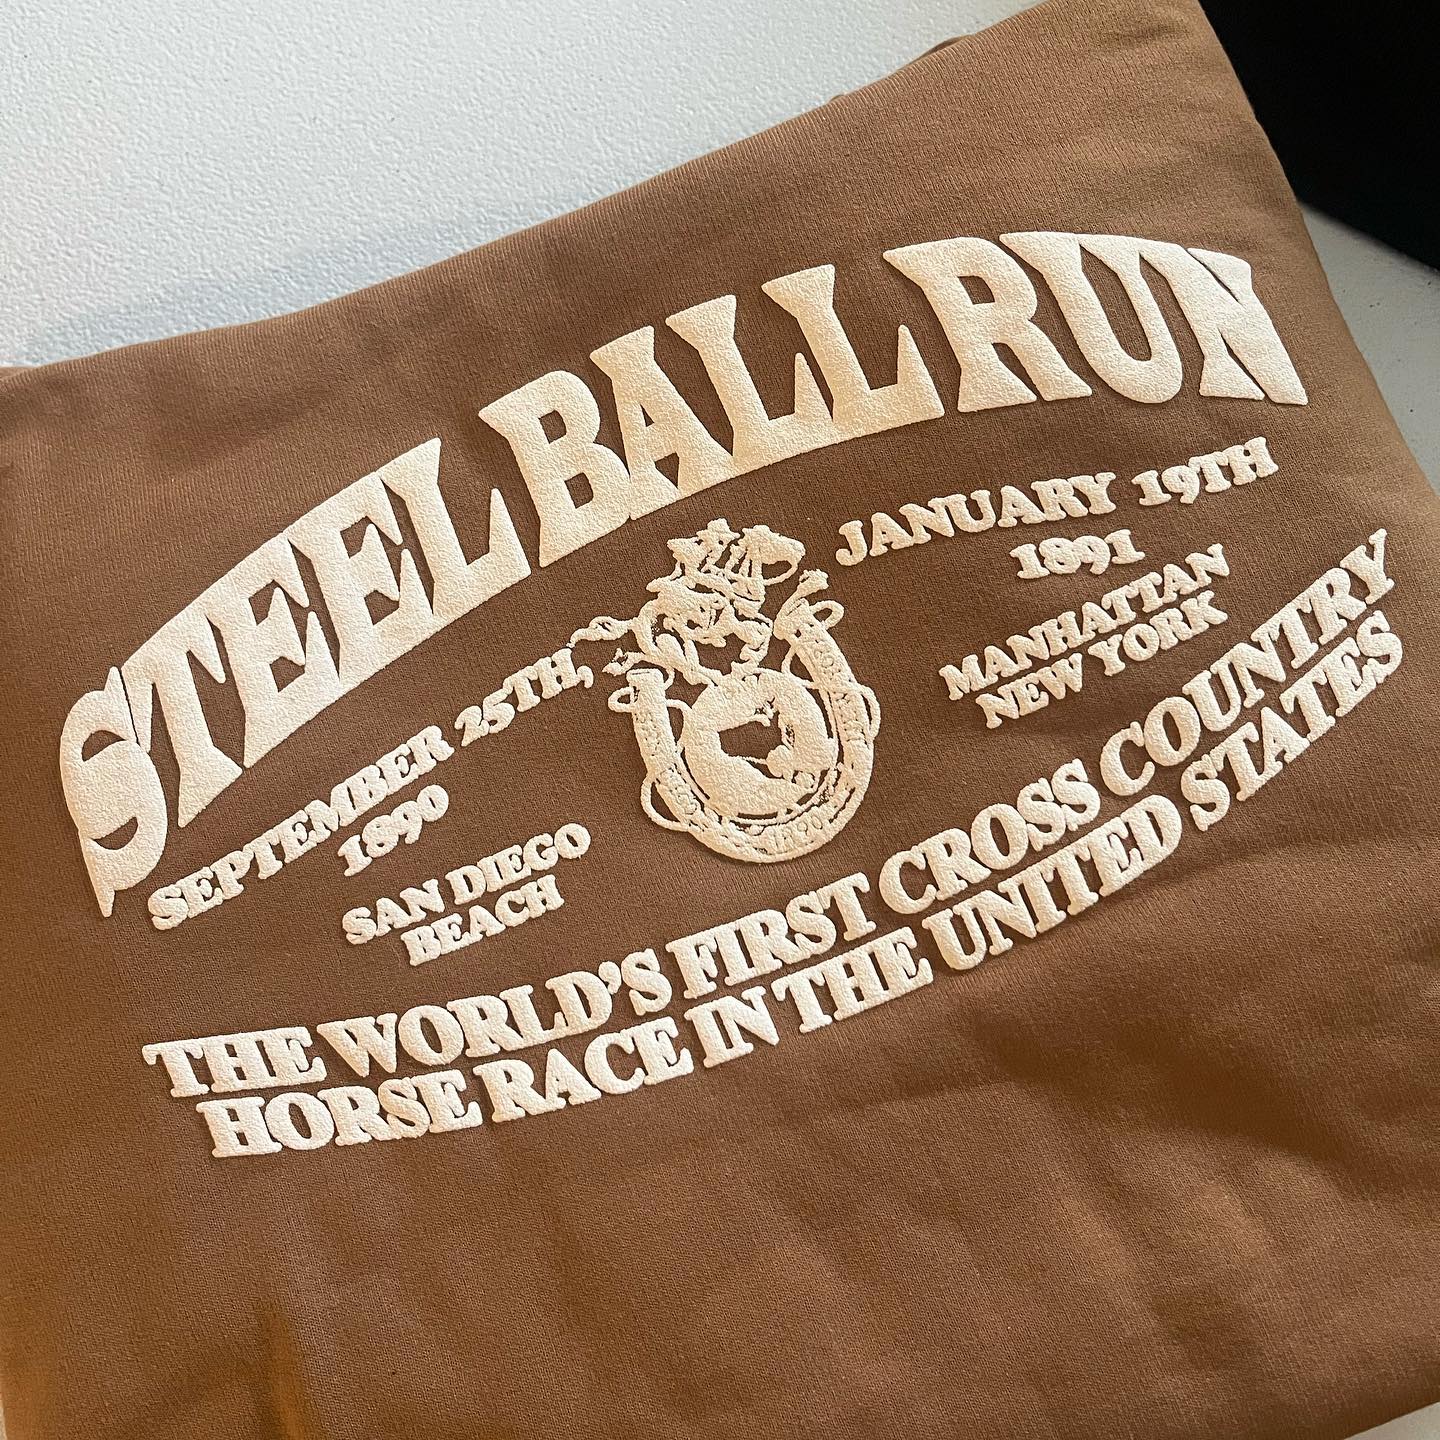 STEEL BALL RUN
SEPTEMBER 25TH,
1890
SAN DIEGO
BEACH
JANUARY 19TH
1891
MANHATTAN
NEW YORK
THE WORLD'S FIRST CROSS COUNTRY
HORSE RACE IN THE UNITED STATES